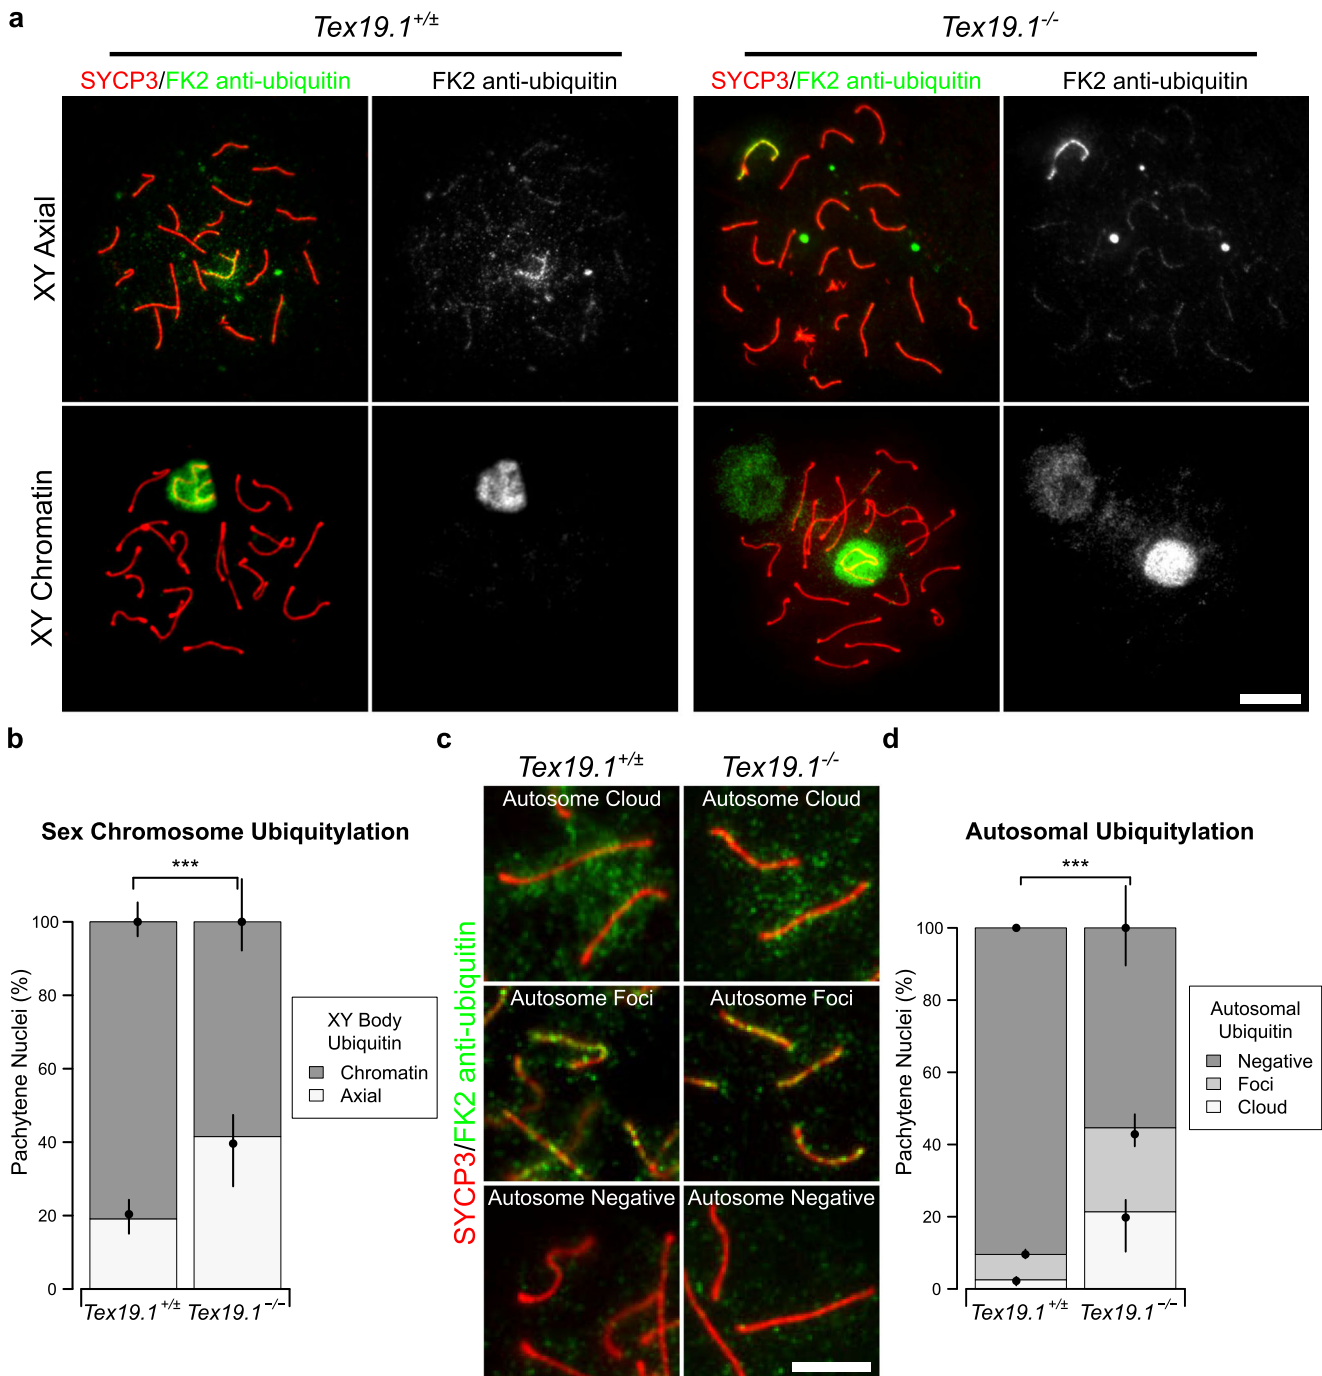 a
Tex19.1+/±
Tex19.1-/-
SYCP3/FK2 anti-ubiquitin
FK2 anti-ubiquitin
SYCP3/FK2 anti-ubiquitin
FK2 anti-ubiquitin
XY Axial
XY Chromatin
b
Sex Chromosome Ubiquitylation
***
Pachytene Nuclei (%)
100
80
60
40
20
0
Tex19.1+/±
Tex19.1−/−
XY Body
Ubiquitin
Chromatin
Axial
c
Tex19.1+/±
Tex19.1-/-
SYCP3/FK2 anti-ubiquitin
Autosome Cloud
Autosome Cloud
Autosome Foci
Autosome Foci
Autosome Negative
Autosome Negative
d
Autosomal Ubiquitylation
***
Pachytene Nuclei (%)
100
80
60
40
20
0
Tex19.1+/±
Tex19.1−/−
Autosomal
Ubiquitin
Negative
Foci
Cloud